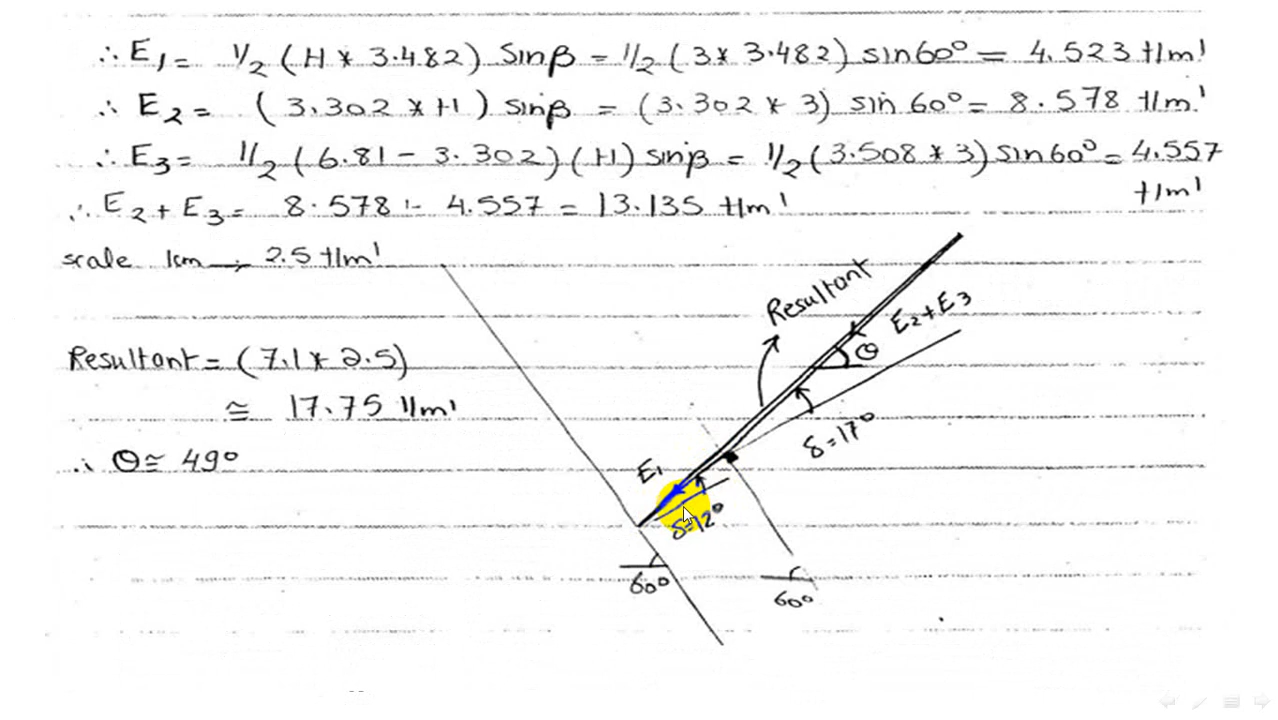 ∴ E₁ = 1/2 (H * 3.482) Sinβ = 1/2 (3 * 3.482) sin60° = 4.523 t/m'
∴ E₂ = (3.302 * H) sinβ = (3.302 * 3) sin 60° = 8.578 t/m'
∴ E₃ = 1/2 (6.81 - 3.302) (H) sinβ = 1/2 (3.508 * 3) sin60° = 4.557
t/m'
∴ E₂ + E₃ = 8.578 + 4.557 = 13.135 t/m'
scale 1cm → 2.5 t/m'
Resultant
E₂+E₃
θ
Resultant = (7.1 * 2.5)
≅ 17.75 t/m'
δ=17°
∴ θ ≅ 49°
E₁
δ=12°
60°
60°